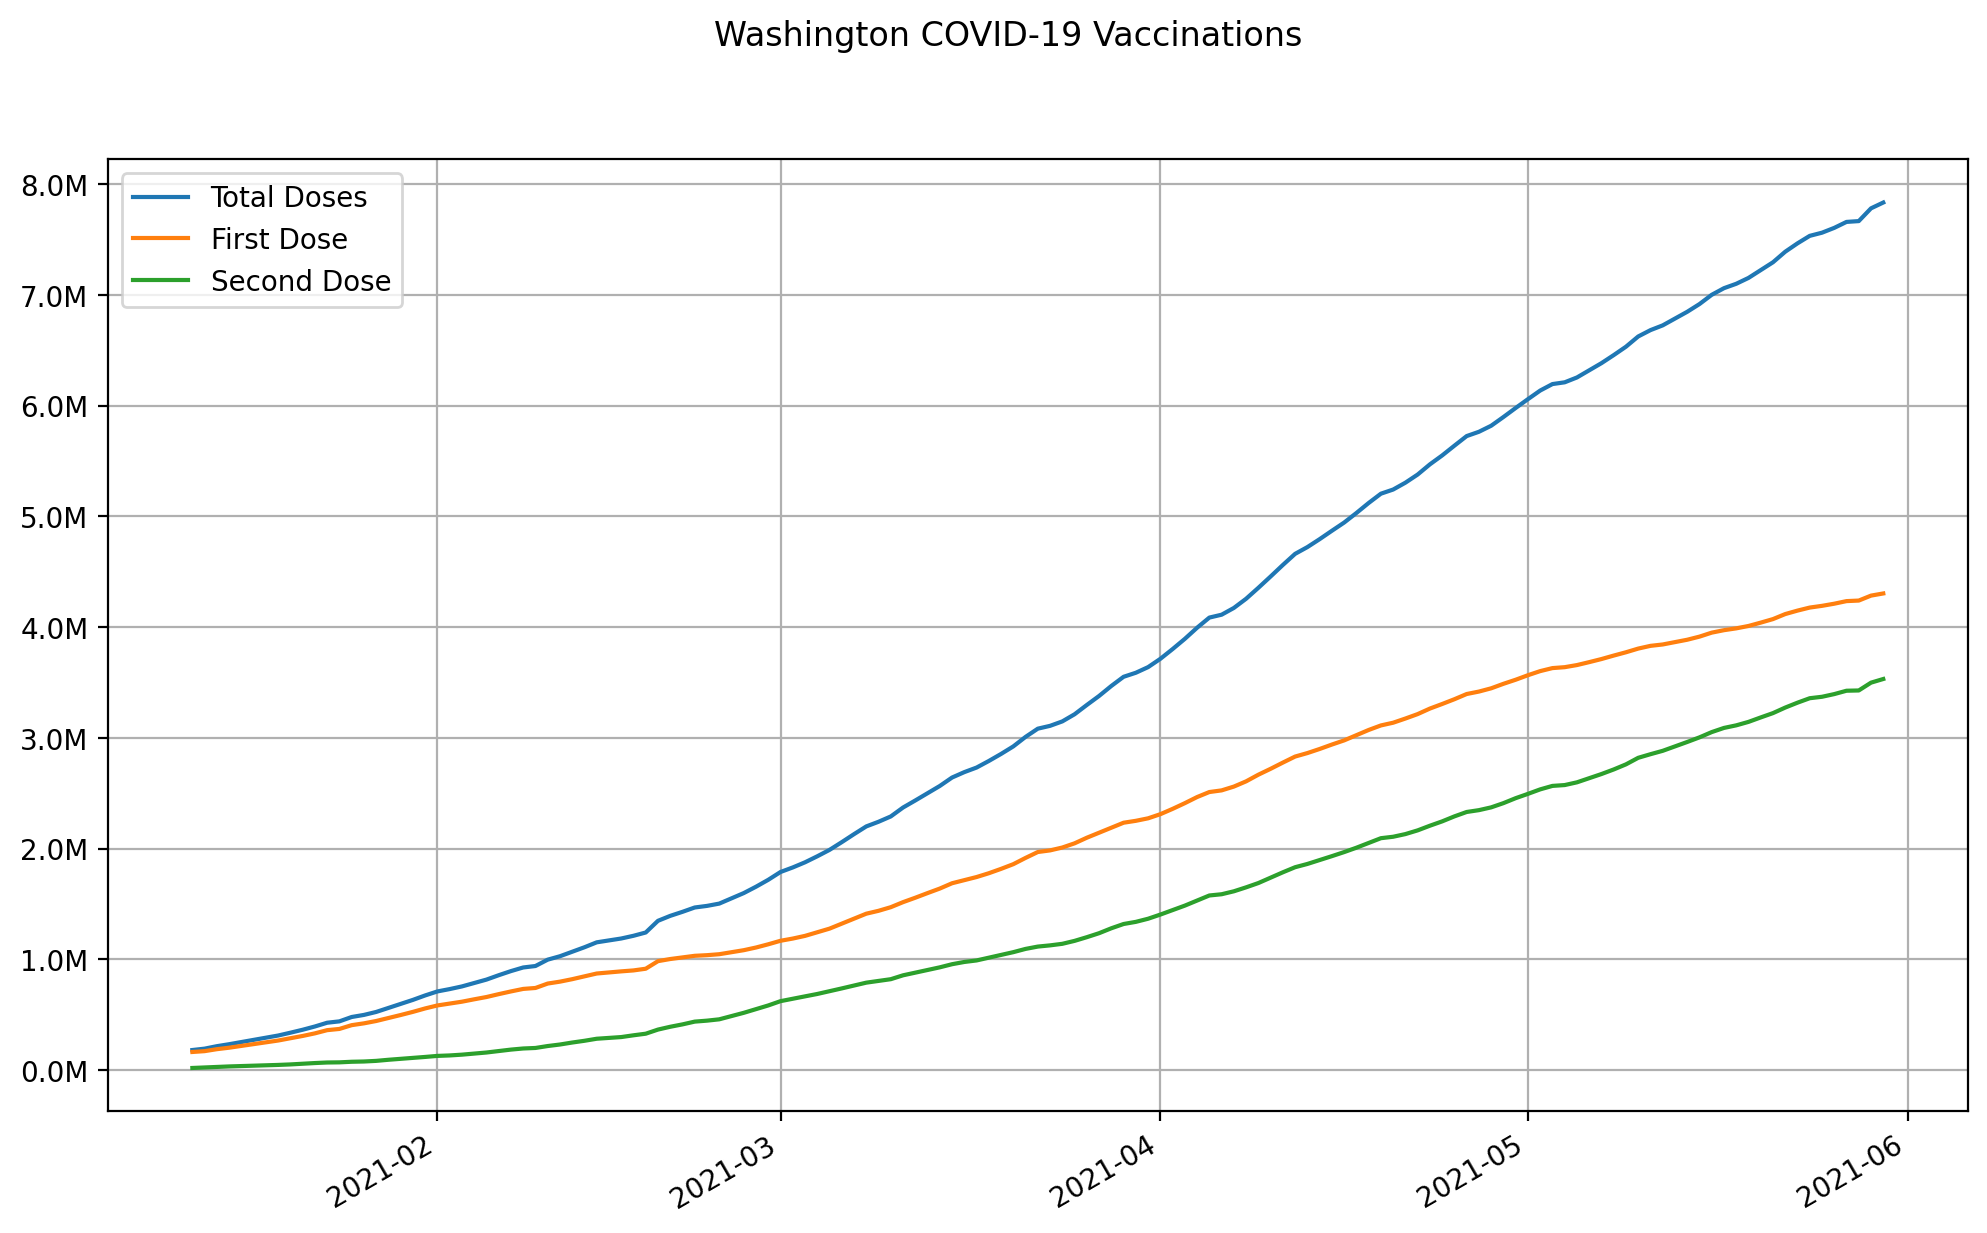 Washington COVID-19 Vaccinations
8.0M
7.0M
6.0M
5.0M
4.0M
3.0M
2.0M
1.0M
0.0M
Total Doses
First Dose
Second Dose
2021-02
2021-03
2021-04
2021-05
2021-06